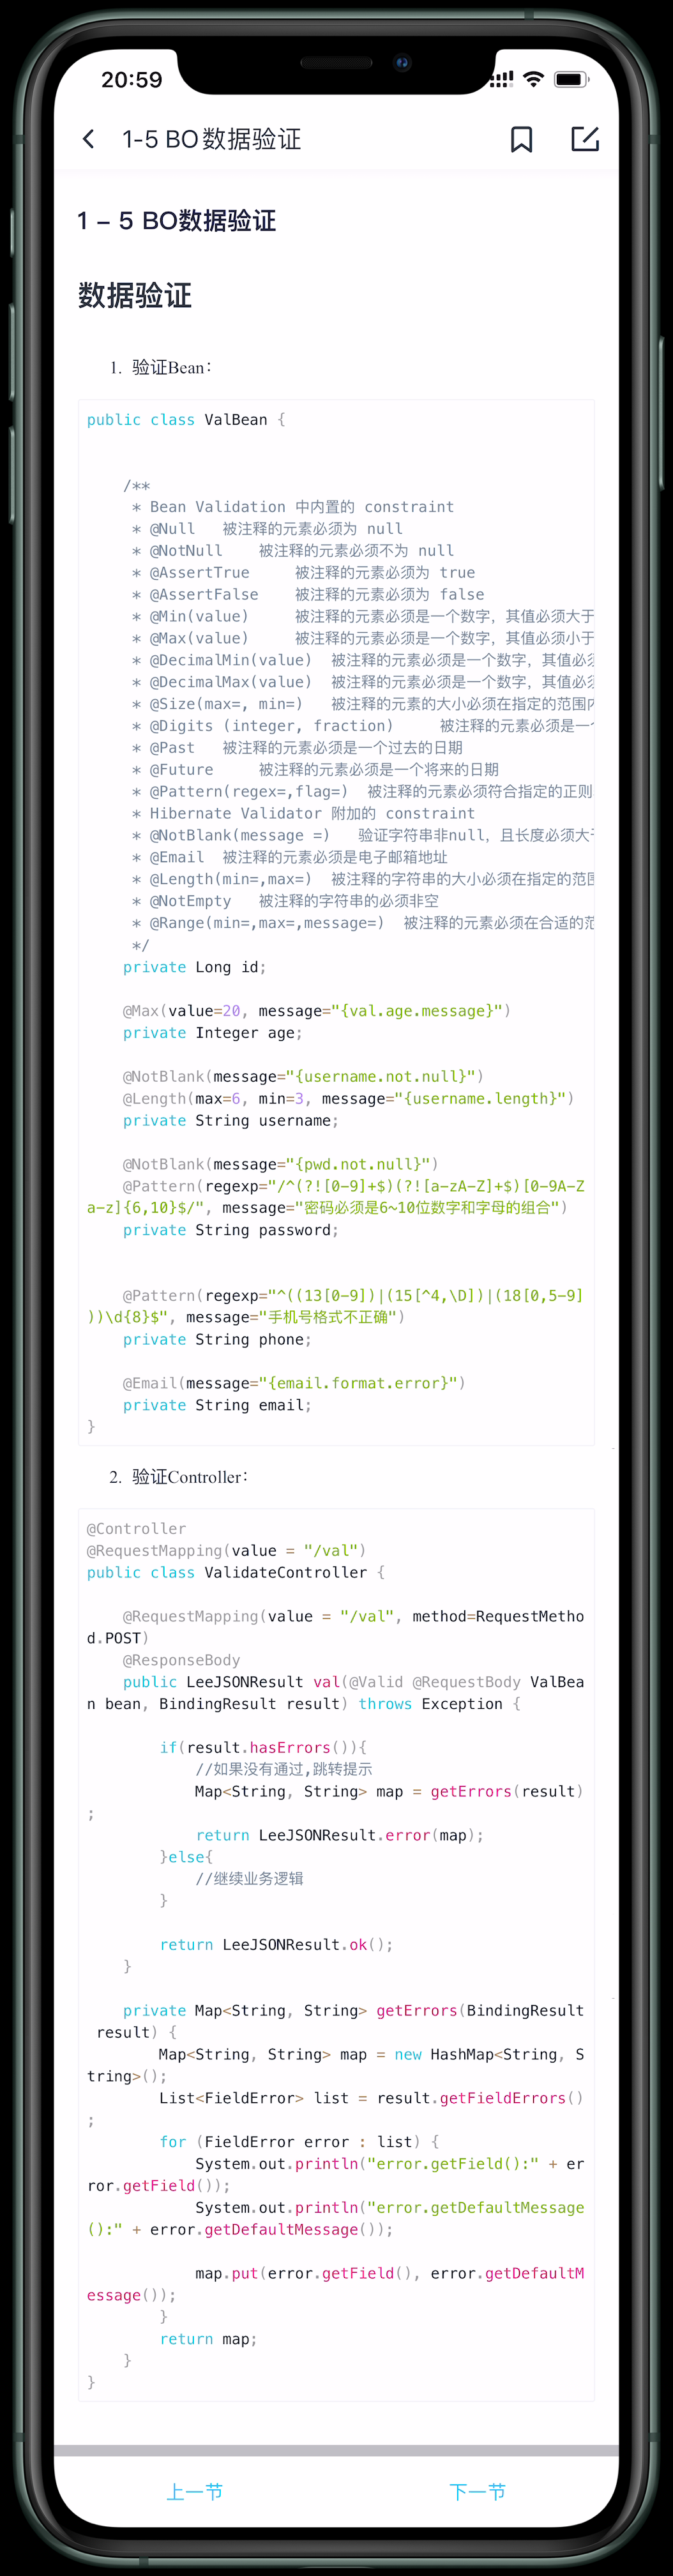 20:59
1-5 BO数据验证
1 – 5 BO数据验证
数据验证
1. 验证Bean：
public class ValBean {
/**
* Bean Validation 中内置的 constraint
* @Null   被注释的元素必须为 null
* @NotNull    被注释的元素必须不为 null
* @AssertTrue     被注释的元素必须为 true
* @AssertFalse    被注释的元素必须为 false
* @Min(value)     被注释的元素必须是一个数字，其值必须大于
* @Max(value)     被注释的元素必须是一个数字，其值必须小于
* @DecimalMin(value)  被注释的元素必须是一个数字，其值必须
* @DecimalMax(value)  被注释的元素必须是一个数字，其值必须
* @Size(max=, min=)   被注释的元素的大小必须在指定的范围内
* @Digits (integer, fraction)     被注释的元素必须是一个
* @Past   被注释的元素必须是一个过去的日期
* @Future     被注释的元素必须是一个将来的日期
* @Pattern(regex=,flag=)  被注释的元素必须符合指定的正则
* Hibernate Validator 附加的 constraint
* @NotBlank(message =)   验证字符串非null，且长度必须大于
* @Email  被注释的元素必须是电子邮箱地址
* @Length(min=,max=)  被注释的字符串的大小必须在指定的范围
* @NotEmpty   被注释的字符串的必须非空
* @Range(min=,max=,message=)  被注释的元素必须在合适的范
*/
private Long id;
@Max(value=20, message="{val.age.message}")
private Integer age;
@NotBlank(message="{username.not.null}")
@Length(max=6, min=3, message="{username.length}")
private String username;
@NotBlank(message="{pwd.not.null}")
@Pattern(regexp="/^(?![0-9]+$)(?![a-zA-Z]+$)[0-9A-Z
a-z]{6,10}$/", message="密码必须是6~10位数字和字母的组合")
private String password;
@Pattern(regexp="^((13[0-9])|(15[^4,\D])|(18[0,5-9]
))\d{8}$", message="手机号格式不正确")
private String phone;
@Email(message="{email.format.error}")
private String email;
}
2. 验证Controller：
@Controller
@RequestMapping(value = "/val")
public class ValidateController {
@RequestMapping(value = "/val", method=RequestMetho
d.POST)
@ResponseBody
public LeeJSONResult val(@Valid @RequestBody ValBea
n bean, BindingResult result) throws Exception {
if(result.hasErrors()){
//如果没有通过,跳转提示
Map<String, String> map = getErrors(result)
;
return LeeJSONResult.error(map);
}else{
//继续业务逻辑
}
return LeeJSONResult.ok();
}
private Map<String, String> getErrors(BindingResult
result) {
Map<String, String> map = new HashMap<String, S
tring>();
List<FieldError> list = result.getFieldErrors()
;
for (FieldError error : list) {
System.out.println("error.getField():" + er
ror.getField());
System.out.println("error.getDefaultMessage
():" + error.getDefaultMessage());
map.put(error.getField(), error.getDefaultM
essage());
}
return map;
}
}
上一节
下一节